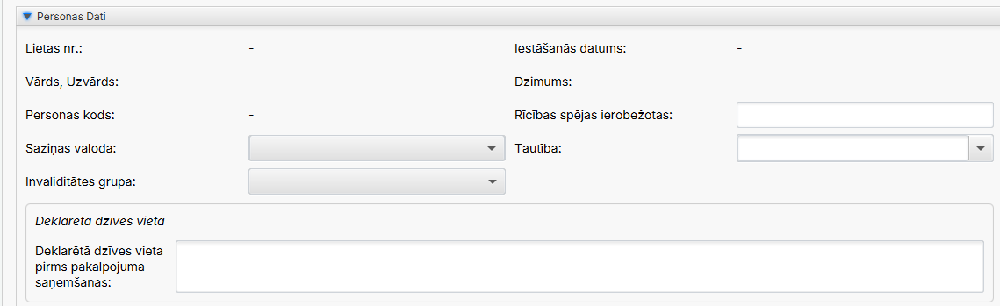 Personas Dati
Lietas nr.: - Iestāšanās datums: -
Vārds, Uzvārds: - Dzimums: -
Personas kods: - Rīcības spējas ierobežotas:
Saziņas valoda: Tautība:
Invaliditātes grupa:
Deklarētā dzīves vieta
Deklarētā dzīves vieta
pirms pakalpojuma
saņemšanas: